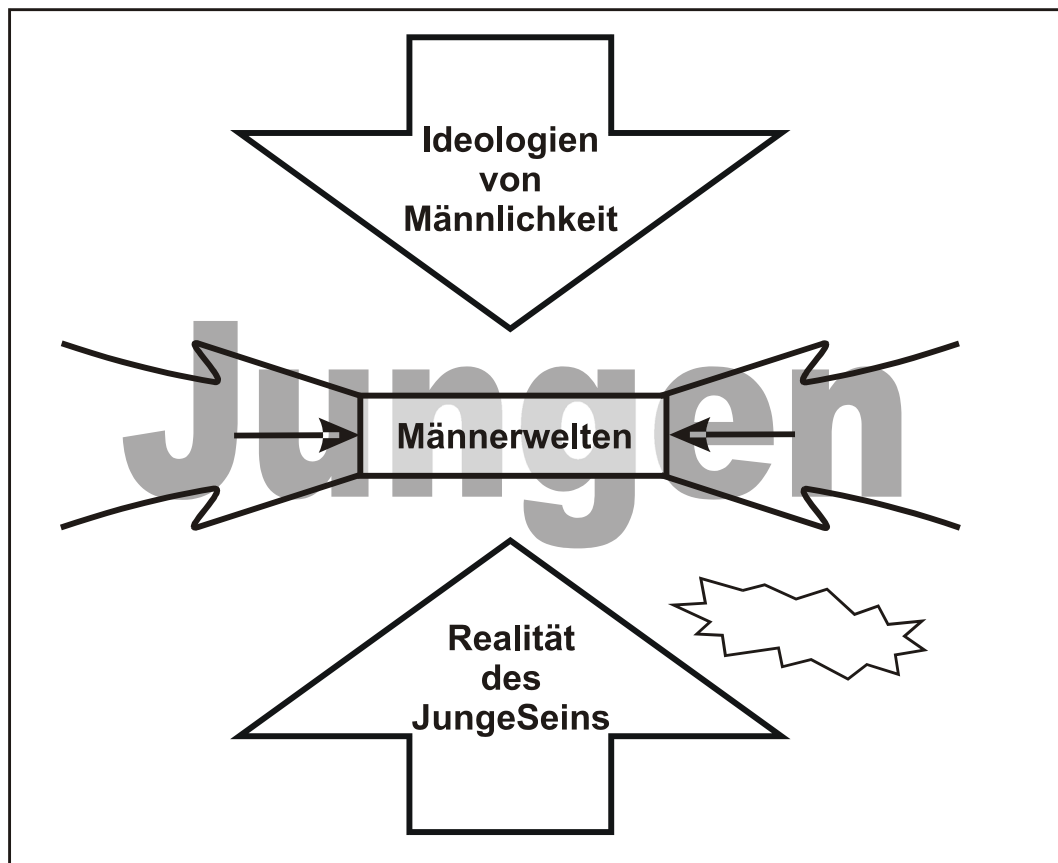 Ideologien
von
Männlichkeit
Jungen
Männerwelten
Realität
des
JungeSeins